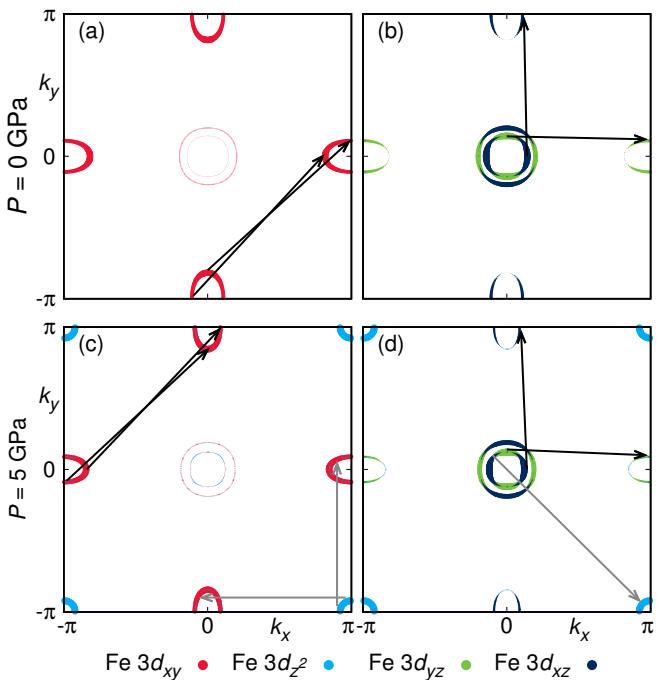 π (a) (b)
k_y
0
P = 0 GPa
-π
π (c) (d)
k_y
0
P = 5 GPa
-π
-π 0 k_x π -π 0 k_x π
Fe 3d_xy Fe 3d_z² Fe 3d_yz Fe 3d_xz